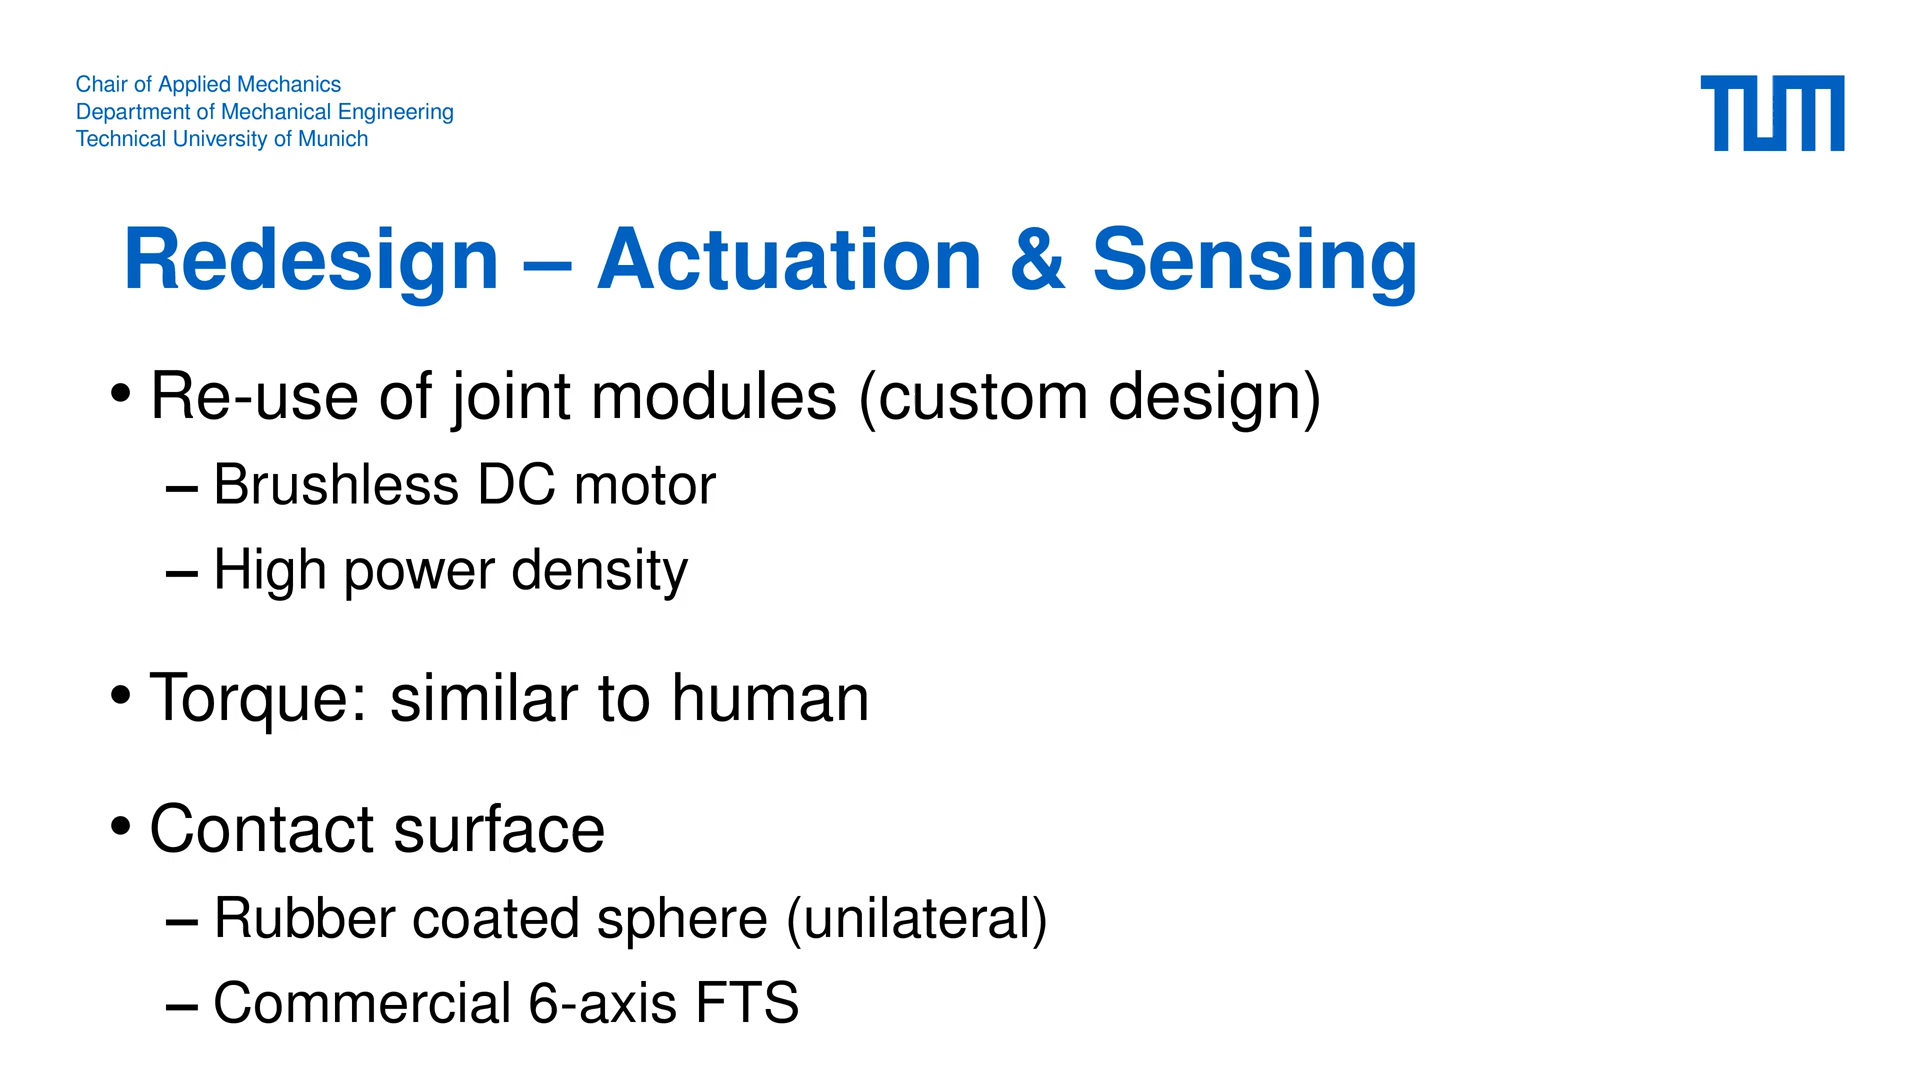 Chair of Applied Mechanics
Department of Mechanical Engineering
Technical University of Munich
TUM
Redesign – Actuation & Sensing
• Re-use of joint modules (custom design)
– Brushless DC motor
– High power density
• Torque: similar to human
• Contact surface
– Rubber coated sphere (unilateral)
– Commercial 6-axis FTS